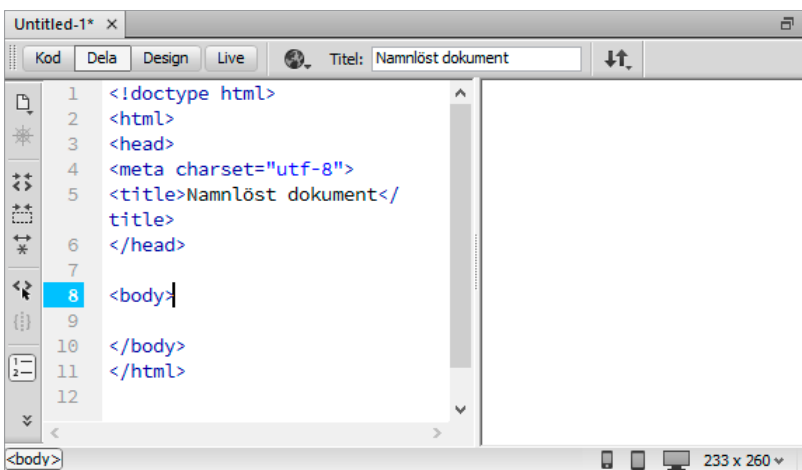 Untitled-1* ×
Kod Dela Design Live Titel: Namnlöst dokument
1 <!doctype html>
2 <html>
3 <head>
4 <meta charset="utf-8">
5 <title>Namnlöst dokument</
title>
6 </head>
7
8 <body>
9
10 </body>
11 </html>
12
<body> 233 x 260